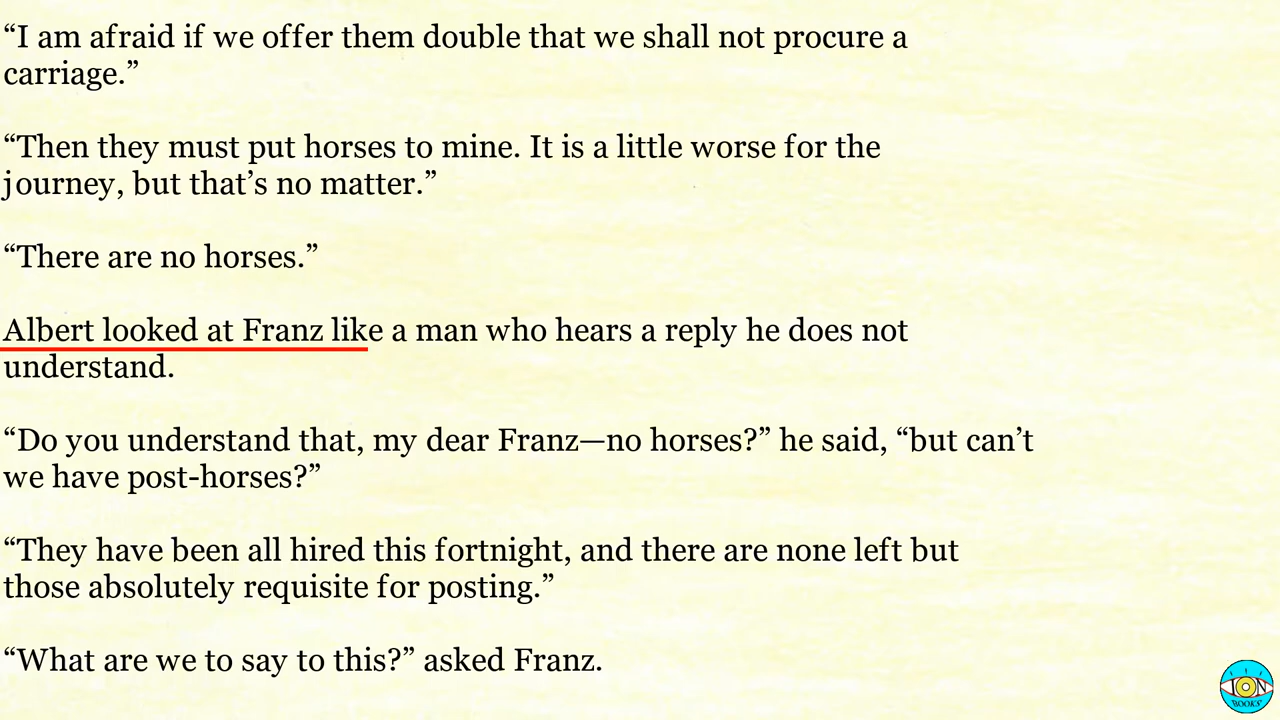 “I am afraid if we offer them double that we shall not procure a
carriage.”
“Then they must put horses to mine. It is a little worse for the
journey, but that’s no matter.”
“There are no horses.”
Albert looked at Franz like a man who hears a reply he does not
understand.
“Do you understand that, my dear Franz—no horses?” he said, “but can’t
we have post-horses?”
“They have been all hired this fortnight, and there are none left but
those absolutely requisite for posting.”
“What are we to say to this?” asked Franz.
ION
BOOKS